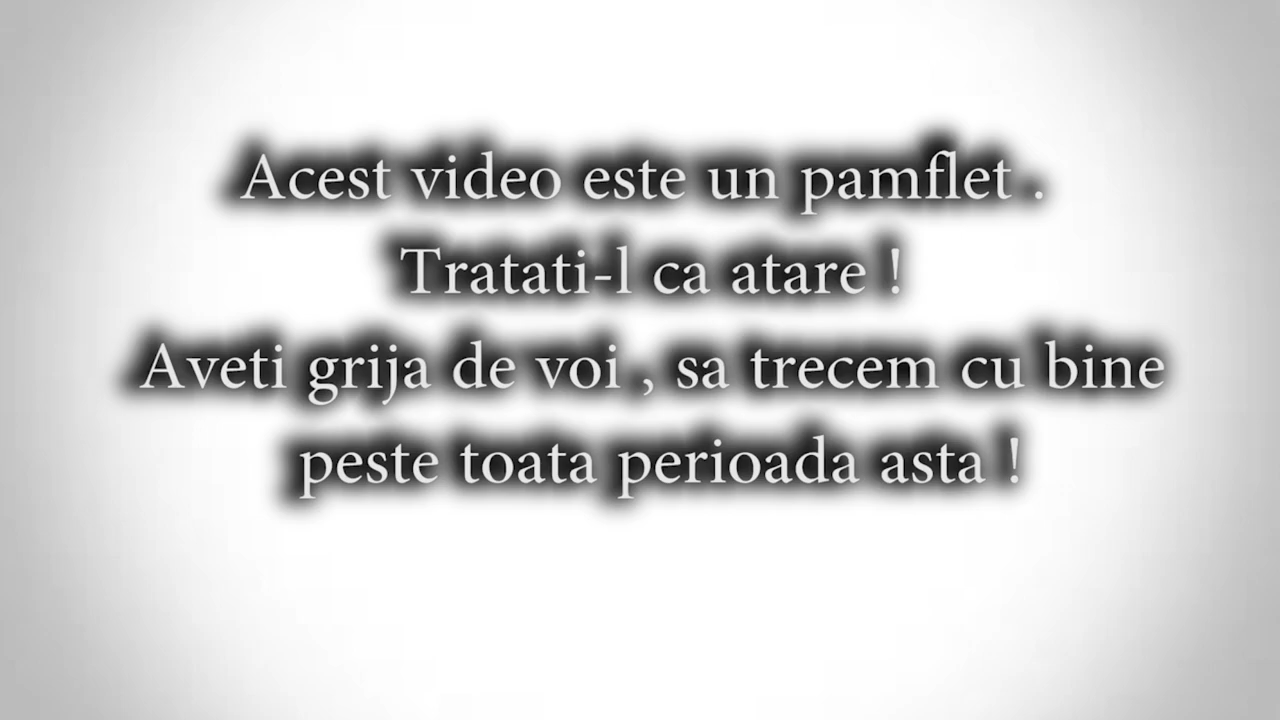 Acest video este un pamflet .
Tratati-l ca atare !
Aveti grija de voi , sa trecem cu bine
peste toata perioada asta !